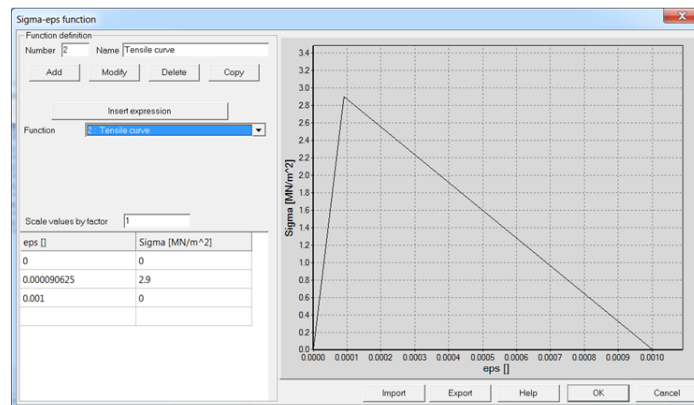 Sigma-eps function
Function definition
Number 2 Name Tensile curve
Add Modify Delete Copy
Insert expression
Function 2 : Tensile curve
Scale values by factor 1
eps [] Sigma [MN/m^2]
0 0
0.000090625 2.9
0.001 0
3.4
3.2
3.0
2.8
2.6
2.4
2.2
2.0
1.8
1.6
1.4
1.2
1.0
0.8
0.6
0.4
0.2
0.0
Sigma [MN/m^2]
0.0000 0.0001 0.0002 0.0003 0.0004 0.0005 0.0006 0.0007 0.0008 0.0009 0.0010
eps []
Import Export Help OK Cancel